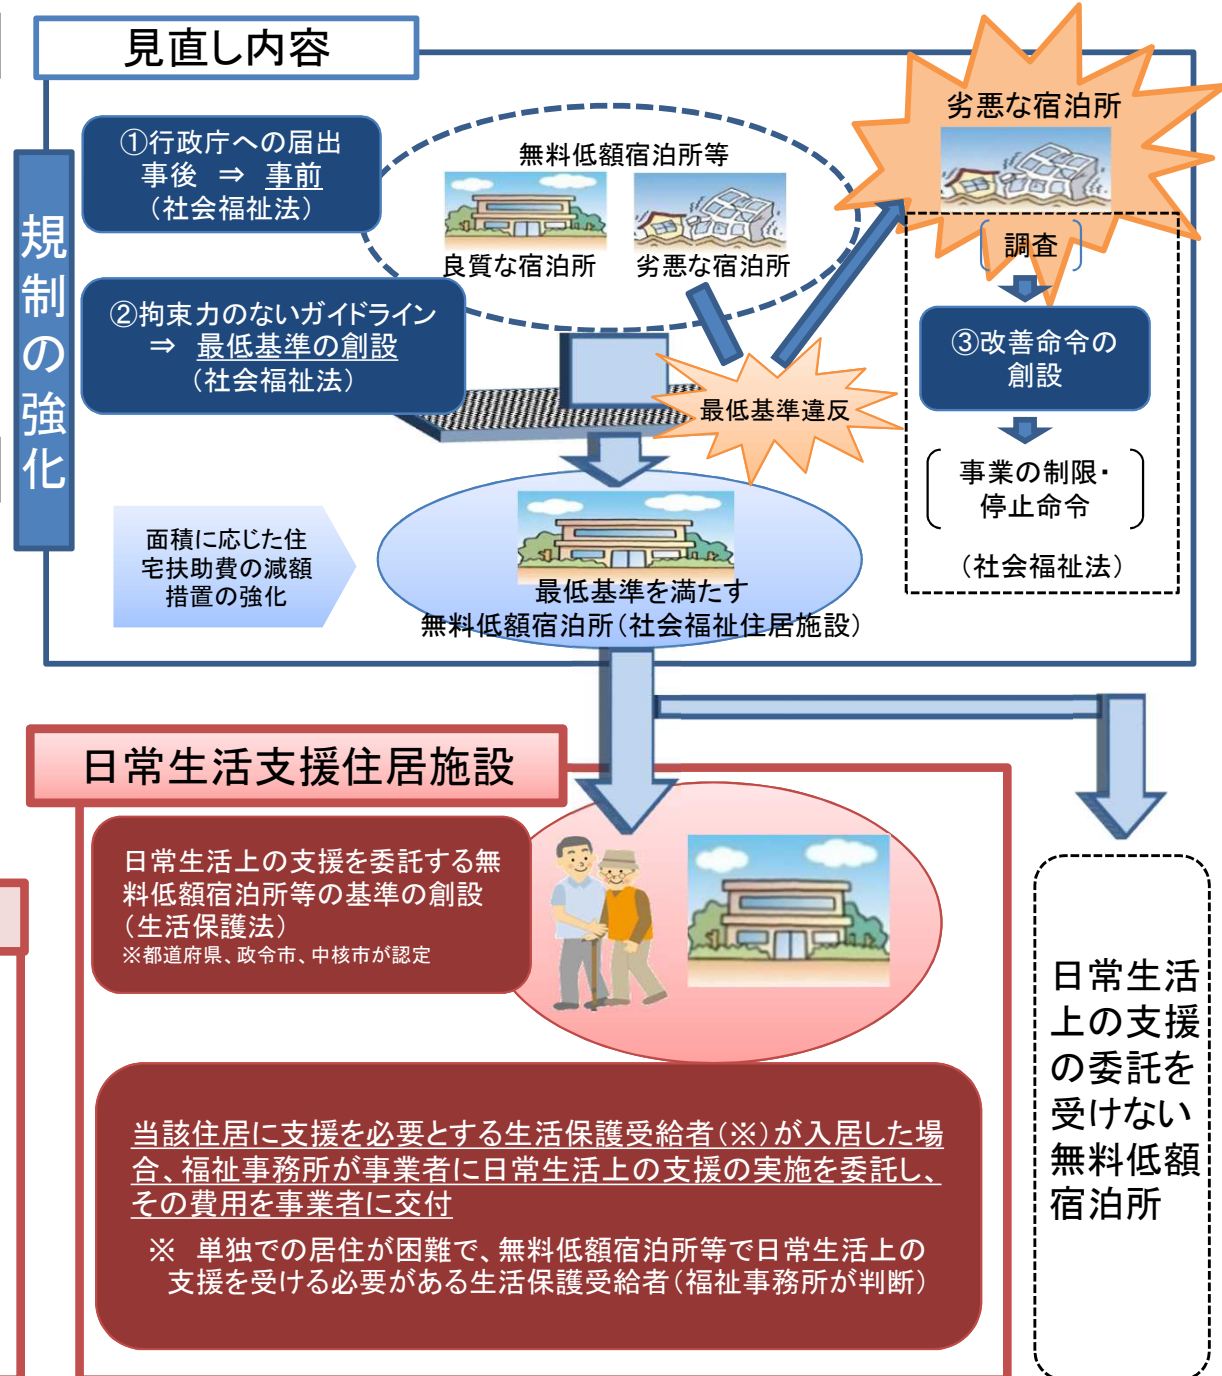 見直し内容
規制の強化
①行政庁への届出
事後 ⇒ 事前
(社会福祉法)
②拘束力のないガイドライン
⇒ 最低基準の創設
(社会福祉法)
無料低額宿泊所等
良質な宿泊所
劣悪な宿泊所
劣悪な宿泊所
調査
③改善命令の
創設
事業の制限・
停止命令
(社会福祉法)
最低基準違反
面積に応じた住
宅扶助費の減額
措置の強化
最低基準を満たす
無料低額宿泊所(社会福祉住居施設)
日常生活支援住居施設
日常生活上の支援を委託する無
料低額宿泊所等の基準の創設
(生活保護法)
※都道府県、政令市、中核市が認定
当該住居に支援を必要とする生活保護受給者(※)が入居した場
合、福祉事務所が事業者に日常生活上の支援の実施を委託し、
その費用を事業者に交付
※ 単独での居住が困難で、無料低額宿泊所等で日常生活上の
支援を受ける必要がある生活保護受給者(福祉事務所が判断)
日常生活
上の支援
の委託を
受けない
無料低額
宿泊所